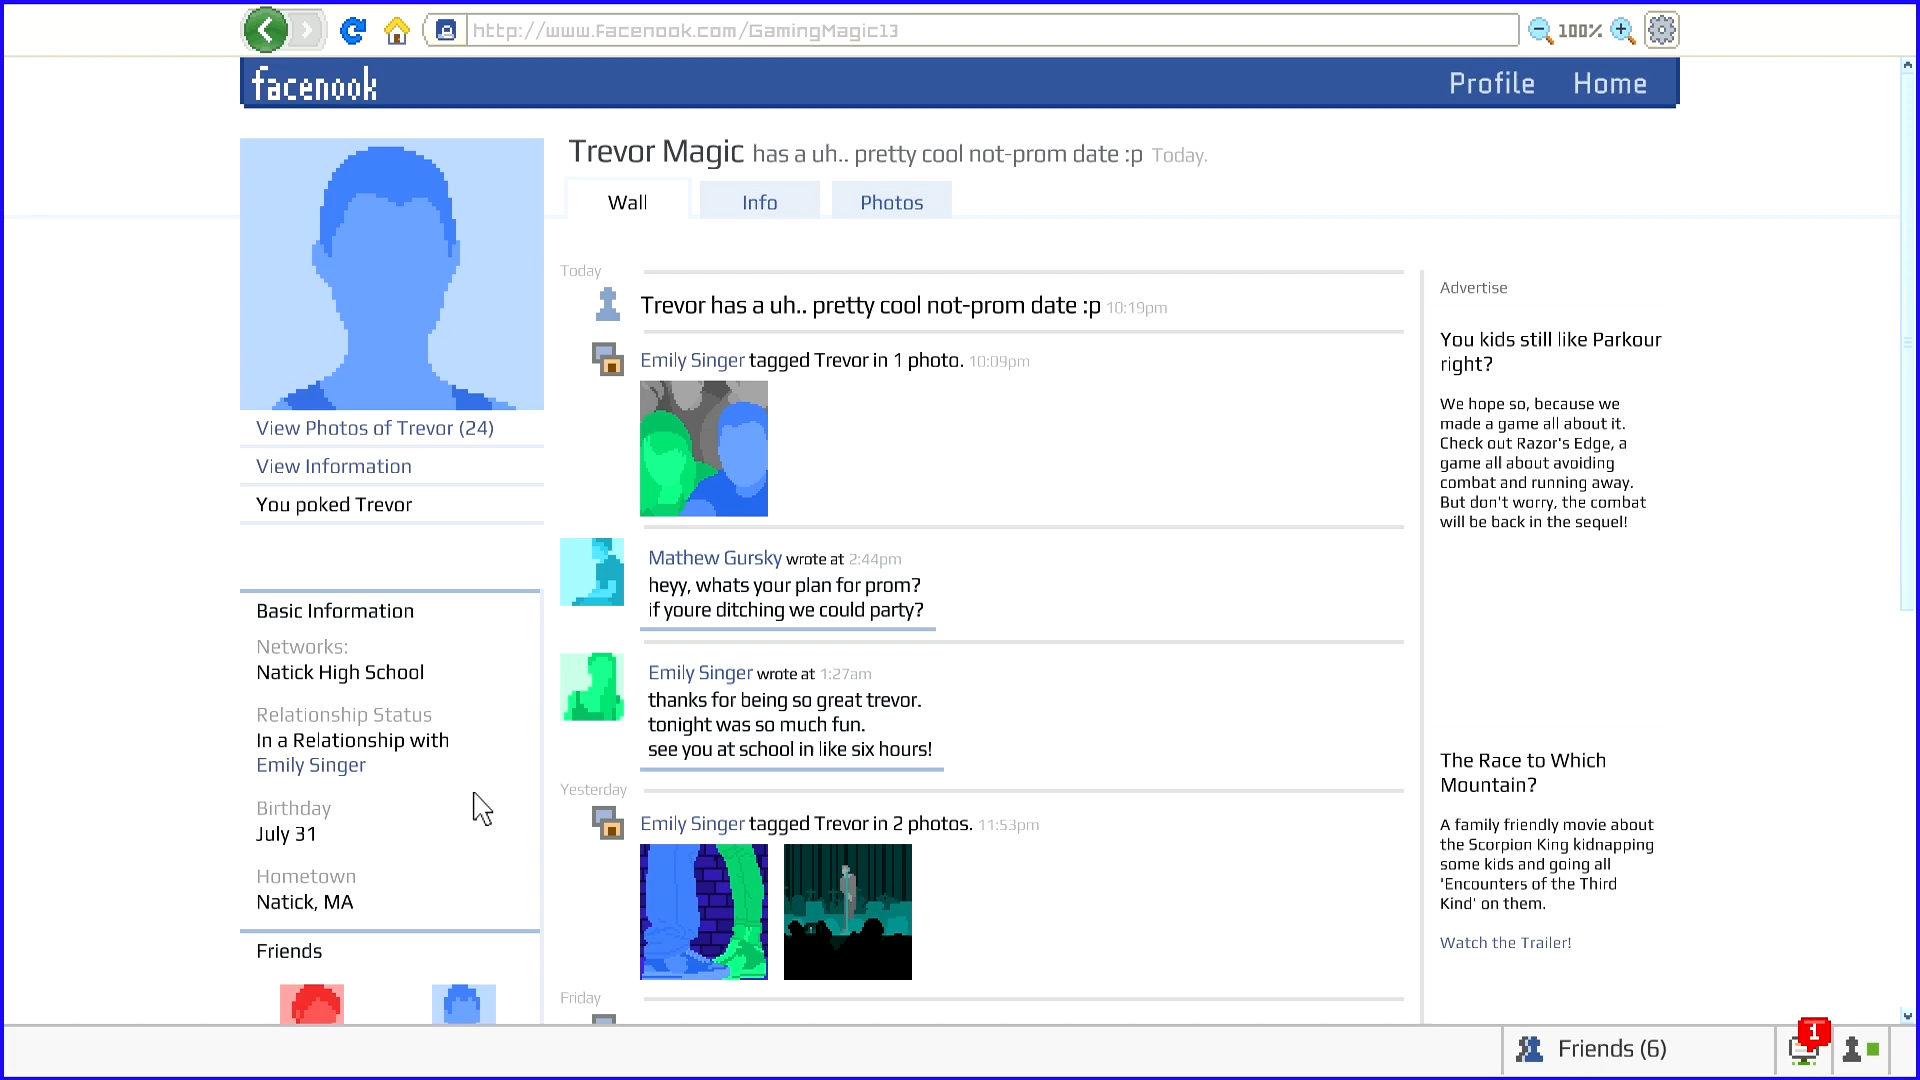 http://www.facenook.com/GamingMagic13
100%
facenook
Profile
Home
Trevor Magic has a uh.. pretty cool not-prom date :p Today.
Wall
Info
Photos
View Photos of Trevor (24)
View Information
You poked Trevor
Basic Information
Networks:
Natick High School
Relationship Status
In a Relationship with
Emily Singer
Birthday
July 31
Hometown
Natick, MA
Friends
Today
Trevor has a uh.. pretty cool not-prom date :p 10:19pm
Emily Singer tagged Trevor in 1 photo. 10:09pm
Mathew Gursky wrote at 2:44pm
heyy, whats your plan for prom?
if youre ditching we could party?
Emily Singer wrote at 1:27am
thanks for being so great trevor.
tonight was so much fun.
see you at school in like six hours!
Yesterday
Emily Singer tagged Trevor in 2 photos. 11:53pm
Friday
Advertise
You kids still like Parkour
right?
We hope so, because we
made a game all about it.
Check out Razor's Edge, a
game all about avoiding
combat and running away.
But don't worry, the combat
will be back in the sequel!
The Race to Which
Mountain?
A family friendly movie about
the Scorpion King kidnapping
some kids and going all
'Encounters of the Third
Kind' on them.
Watch the Trailer!
Friends (6)
1